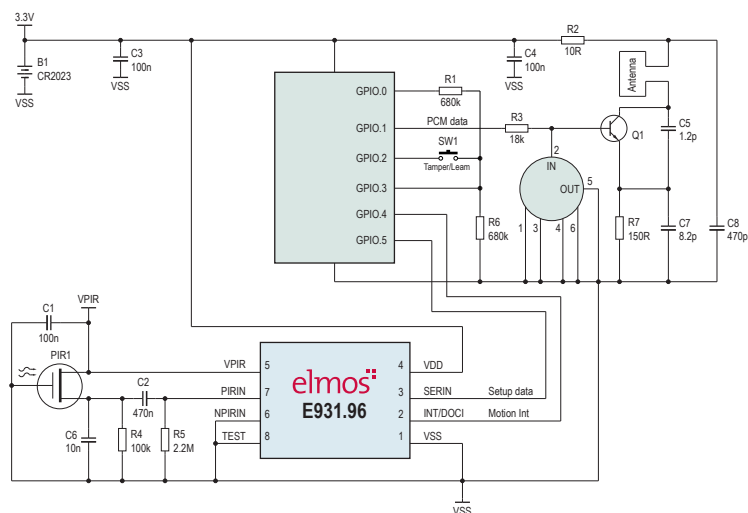 3.3V
B1
CR2023
VSS
C3
100n
VSS
C4
100n
VSS
R2
10R
Antenna
GPIO.0
GPIO.1
GPIO.2
GPIO.3
GPIO.4
GPIO.5
R1
680k
PCM data
SW1
Tamper/Learn
R3
18k
Q1
C5
1.2p
2
IN
OUT
5
1
3
4
6
R6
680k
R7
150R
C7
8.2p
C8
470p
VPIR
C1
100n
PIR1
C2
470n
C6
10n
R4
100k
R5
2.2M
VPIR
5
PIRIN
7
NPIRIN
6
TEST
8
elmos
E931.96
4
VDD
3
SERIN
Setup data
2
INT/DOCI
Motion Int
1
VSS
VSS